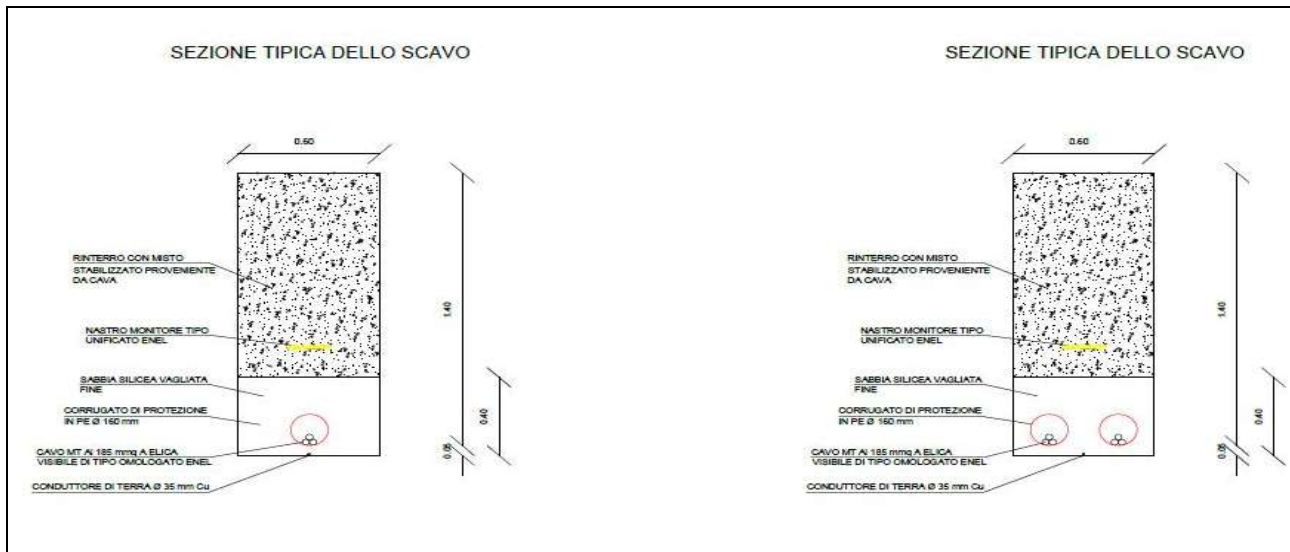 SEZIONE TIPICA DELLO SCAVO
0.60
RINTERRO CON MISTO
STABILIZZATO PROVENIENTE
DA CAVA
NASTRO MONITORE TIPO
UNIFICATO ENEL
SABBIA SILICEA VAGLIATA
FINE
CORRUGATO DI PROTEZIONE
IN PE Ø 160 mm
CAVO MT Al 185 mmq A ELICA
VISIBILE DI TIPO OMOLOGATO ENEL
CONDUTTORE DI TERRA Ø 35 mm Cu
1.40
0.40
0.05
SEZIONE TIPICA DELLO SCAVO
0.60
RINTERRO CON MISTO
STABILIZZATO PROVENIENTE
DA CAVA
NASTRO MONITORE TIPO
UNIFICATO ENEL
SABBIA SILICEA VAGLIATA
FINE
CORRUGATO DI PROTEZIONE
IN PE Ø 160 mm
CAVO MT Al 185 mmq A ELICA
VISIBILE DI TIPO OMOLOGATO ENEL
CONDUTTORE DI TERRA Ø 35 mm Cu
1.40
0.40
0.05